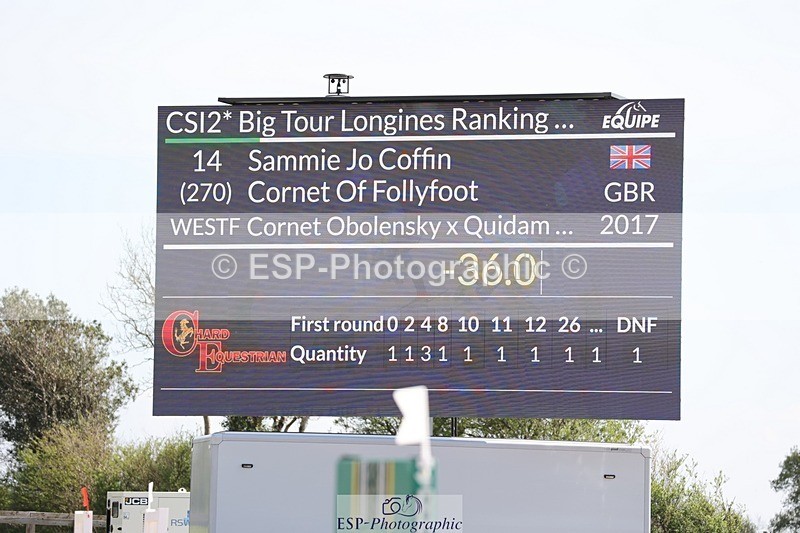 CSI2* Big Tour Longines Ranking ... EQUIPE
14 Sammie Jo Coffin
(270) Cornet Of Follyfoot GBR
WESTF Cornet Obolensky x Quidam ... 2017
-36.0
© ESP-Photographic ©
CHARD EQUESTRIAN
First round 0 2 4 8 10 11 12 26 ... DNF
Quantity 1 1 3 1 1 1 1 1 1 1
JCB
RSW
ESP-Photographic